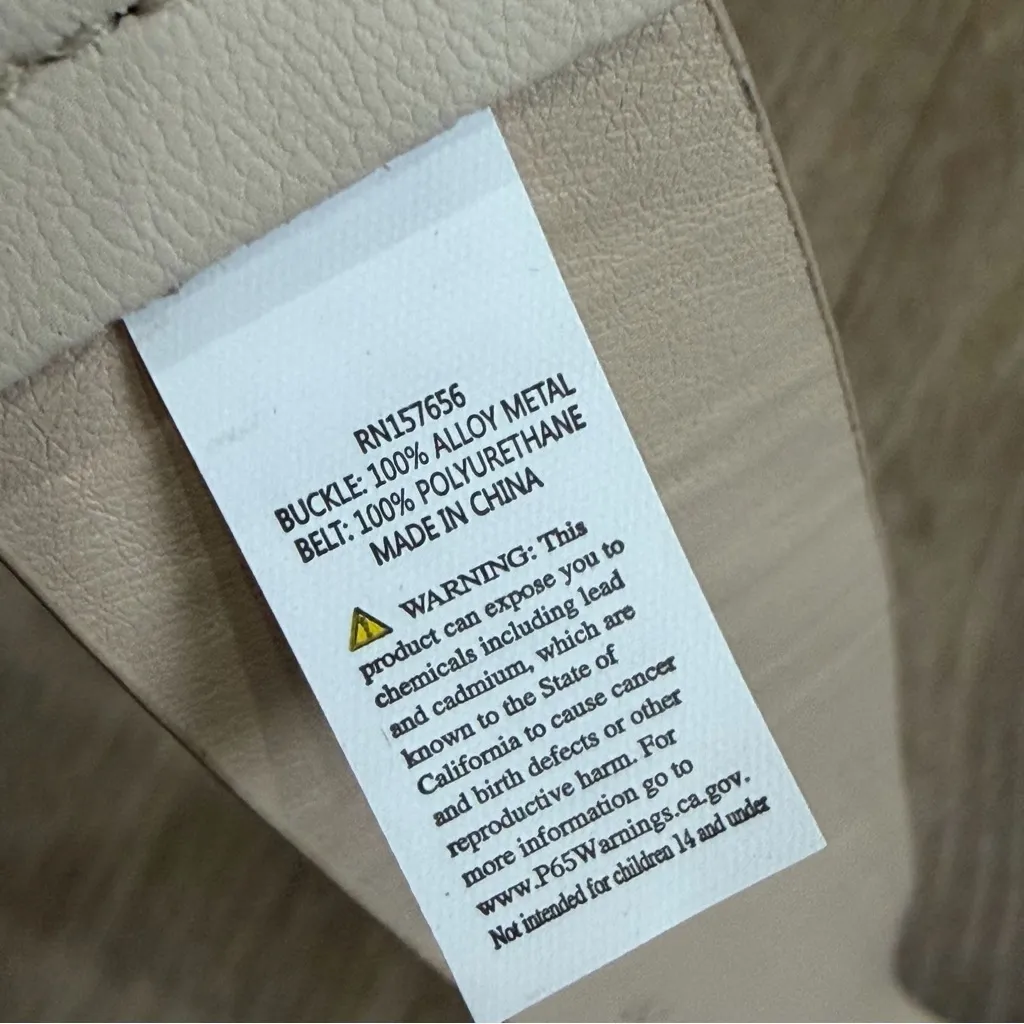 RN157656
BUCKLE: 100% ALLOY METAL
BELT: 100% POLYURETHANE
MADE IN CHINA
WARNING: This
product can expose you to
chemicals including lead
and cadmium, which are
known to the State of
California to cause cancer
and birth defects or other
reproductive harm. For
more information go to
www.P65Warnings.ca.gov.
Not intended for children 14 and under